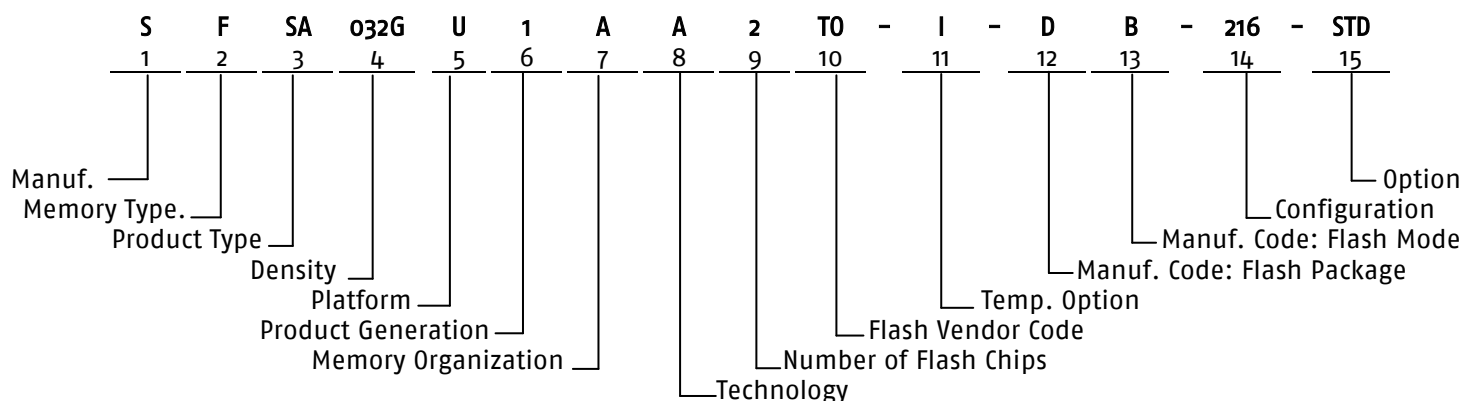 S F SA 032G U 1 A A 2 TO – I – D B – 216 – STD
1 2 3 4 5 6 7 8 9 10 11 12 13 14 15
Manuf. Option
Memory Type. Configuration
Product Type Manuf. Code: Flash Mode
Density Manuf. Code: Flash Package
Platform Temp. Option
Product Generation Flash Vendor Code
Memory Organization Number of Flash Chips
Technology